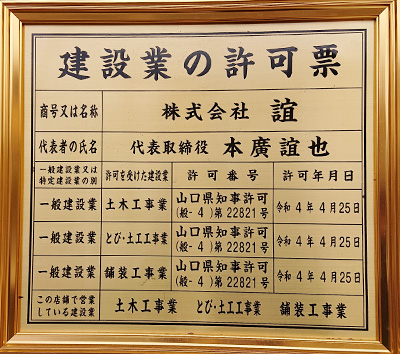 建設業の許可票
商号又は名称 株式会社 誼
代表者の氏名 代表取締役 本廣誼也
一般建設業又は
特定建設業の別 許可を受けた建設業 許可番号 許可年月日
一般建設業 土木工事業 山口県知事許可
(般-4)第22821号 令和4年4月25日
一般建設業 とび・土工工事業 山口県知事許可
(般-4)第22821号 令和4年4月25日
一般建設業 舗装工事業 山口県知事許可
(般-4)第22821号 令和4年4月25日
この店舗で営業
している建設業 土木工事業 とび・土工工事業 舗装工事業